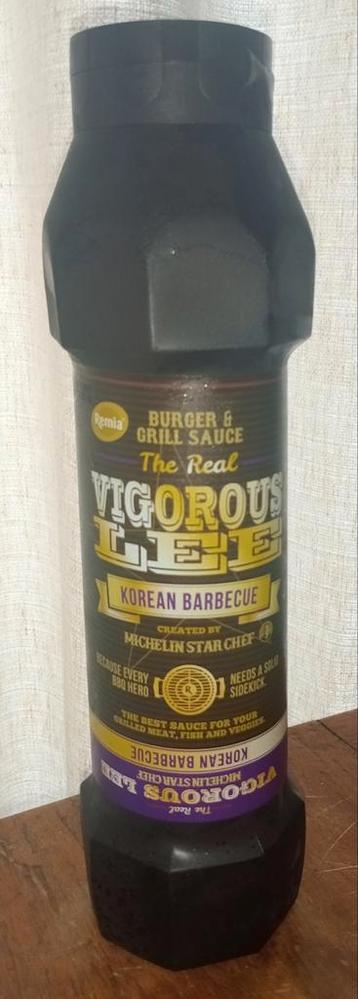 Remia
BURGER &
GRILL SAUCE
The Real
VIGOROUS
LEE
KOREAN BARBECUE
CREATED BY
MICHELIN STAR CHEF
BECAUSE EVERY
BBQ HERO
R
NEEDS A SOLID
SIDEKICK.
THE BEST SAUCE FOR YOUR
GRILLED MEAT, FISH AND VEGGIES.
KOREAN BARBECUE
MICHELIN STAR CHEF
VIGOROUS LEE
The Real